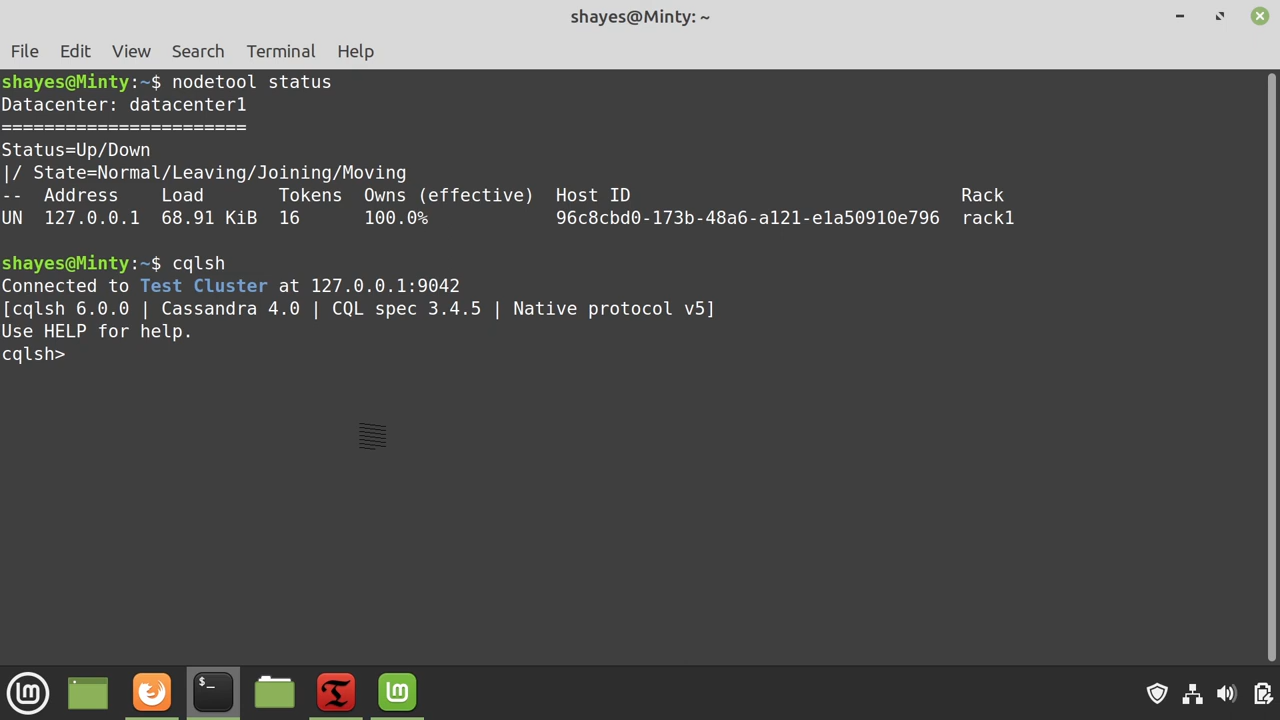 shayes@Minty: ~
File Edit View Search Terminal Help
shayes@Minty:~$ nodetool status
Datacenter: datacenter1
=======================
Status=Up/Down
|/ State=Normal/Leaving/Joining/Moving
--  Address    Load       Tokens  Owns (effective)  Host ID                               Rack
UN  127.0.0.1  68.91 KiB  16      100.0%            96c8cbd0-173b-48a6-a121-e1a50910e796  rack1
shayes@Minty:~$ cqlsh
Connected to Test Cluster at 127.0.0.1:9042
[cqlsh 6.0.0 | Cassandra 4.0 | CQL spec 3.4.5 | Native protocol v5]
Use HELP for help.
cqlsh>